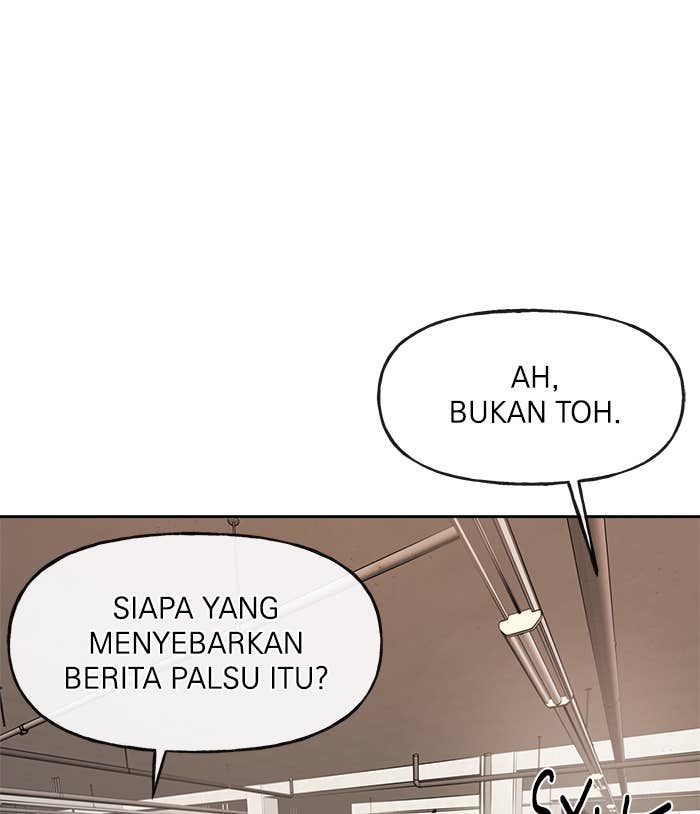 AH,
BUKAN TOH.
SIAPA YANG
MENYEBARKAN
BERITA PALSU ITU?